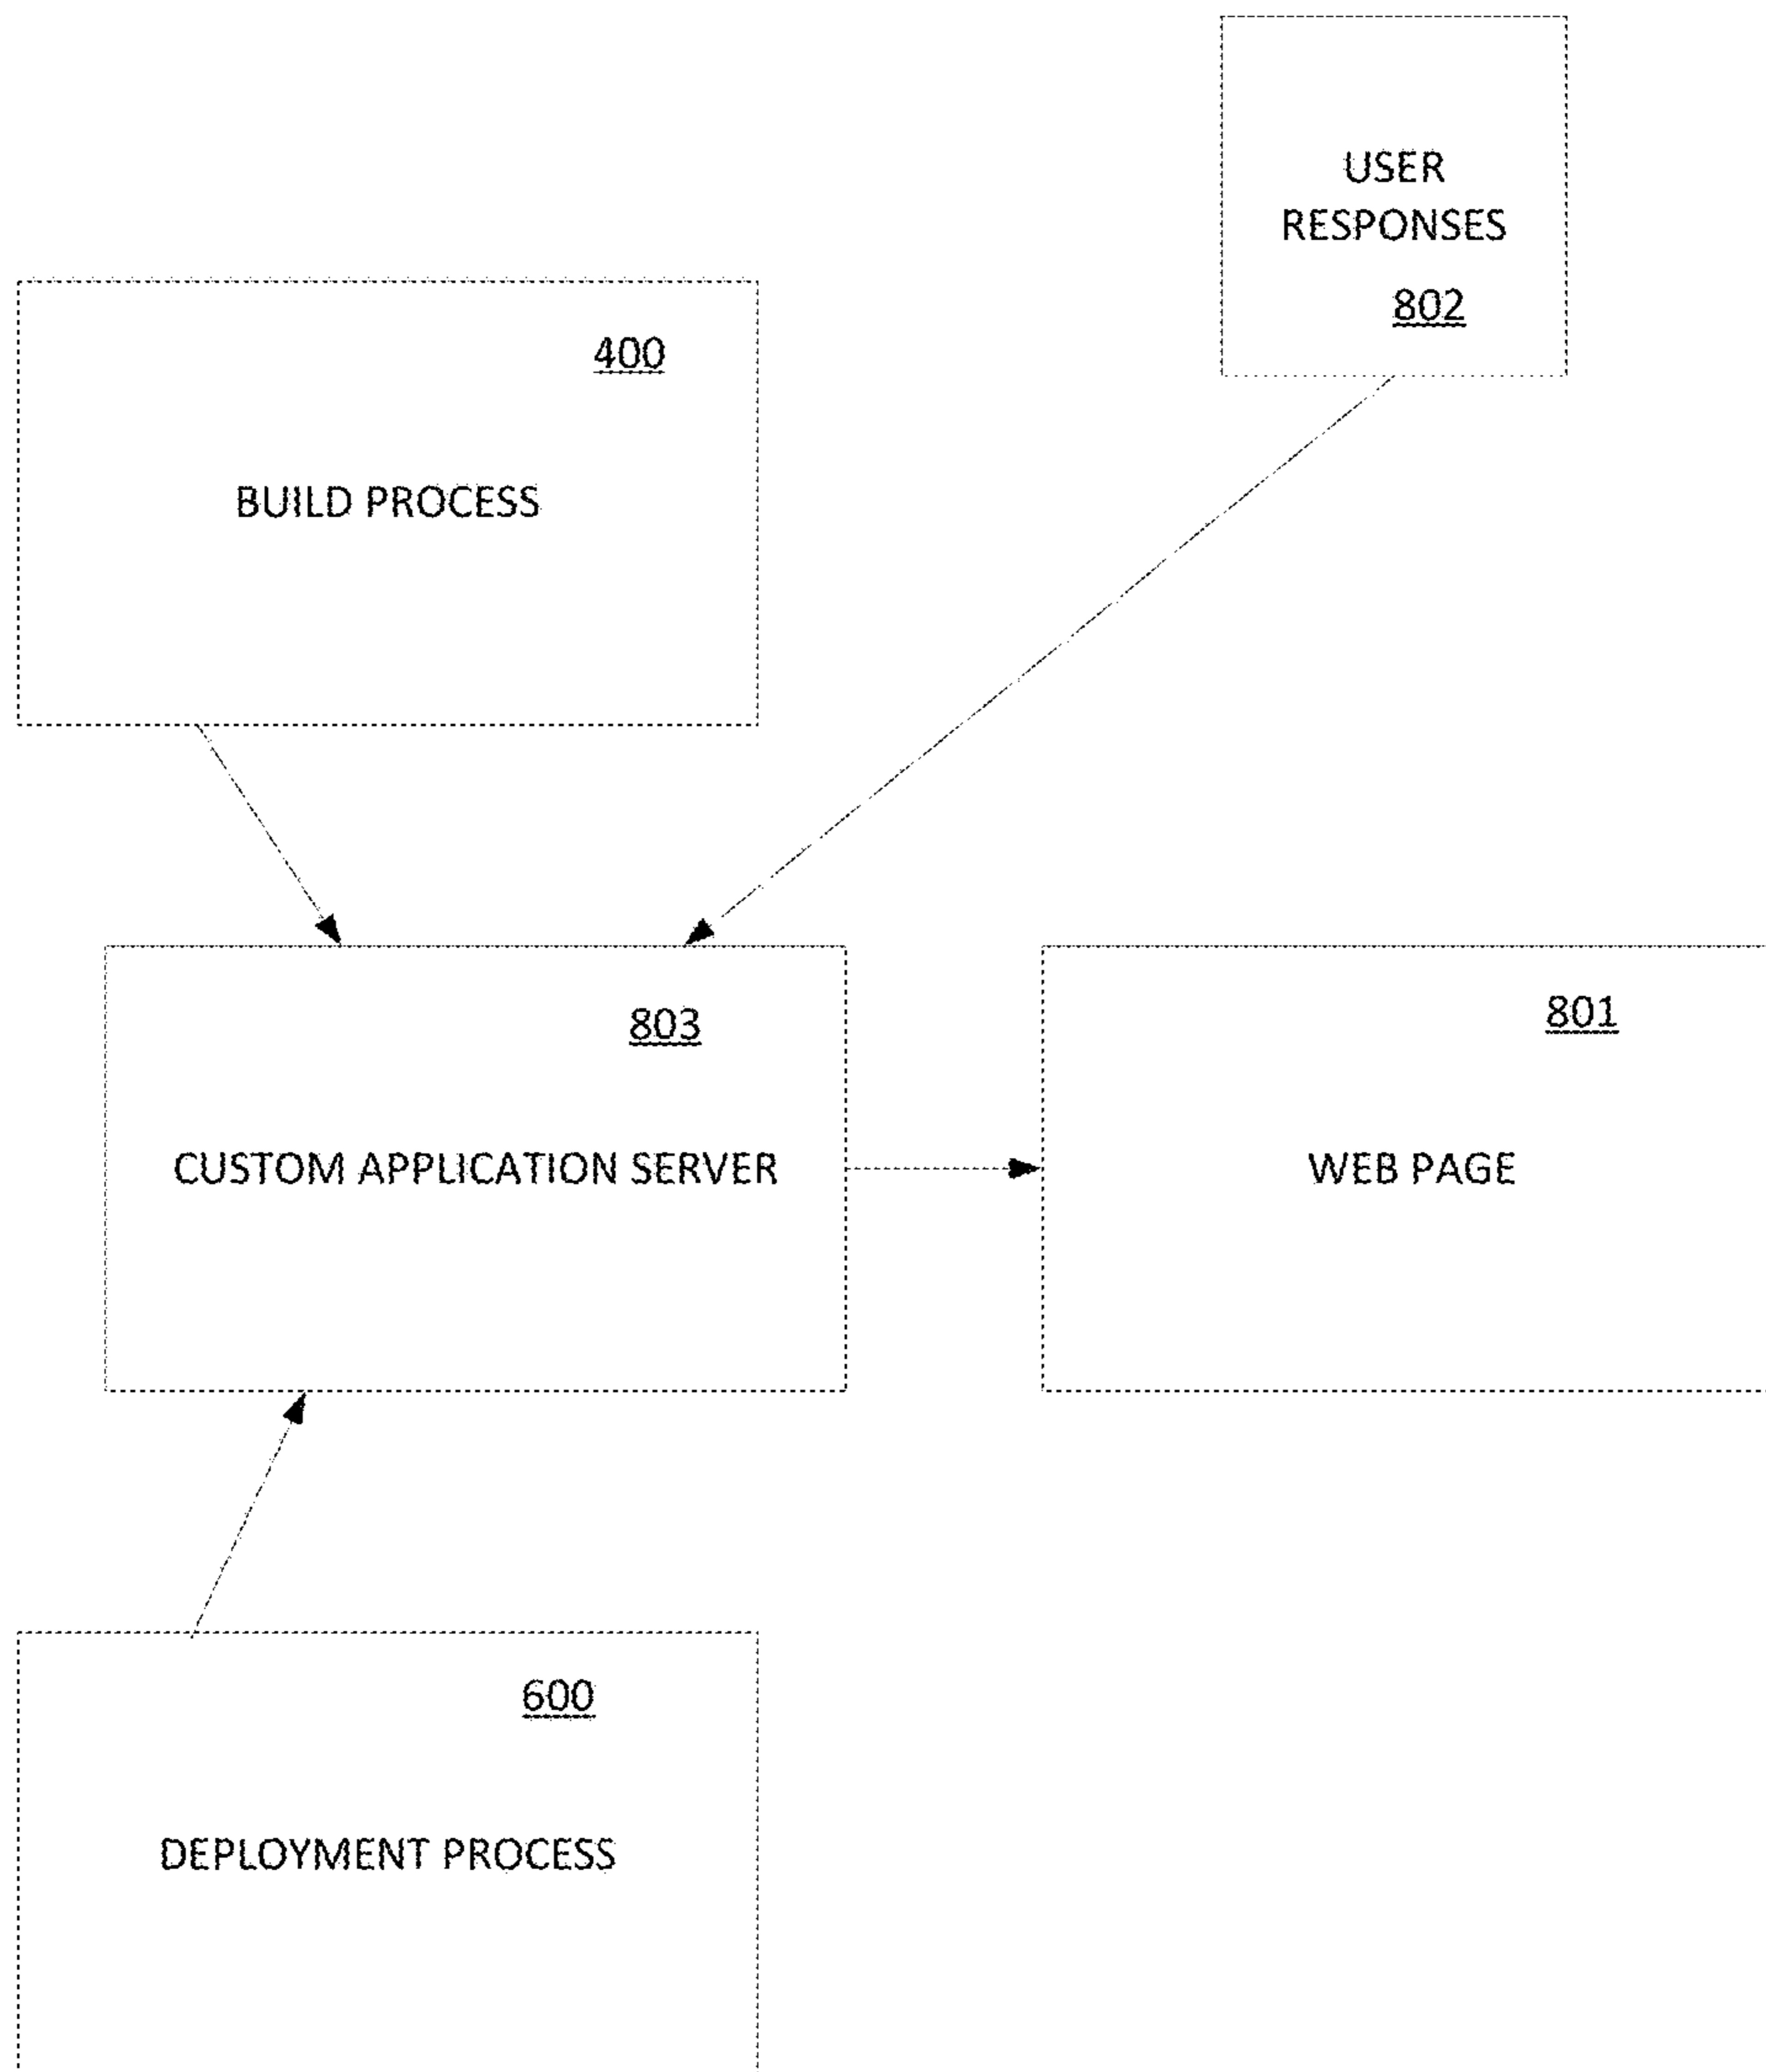 USER
RESPONSES
802
400
BUILD PROCESS
803
CUSTOM APPLICATION SERVER
801
WEB PAGE
600
DEPLOYMENT PROCESS